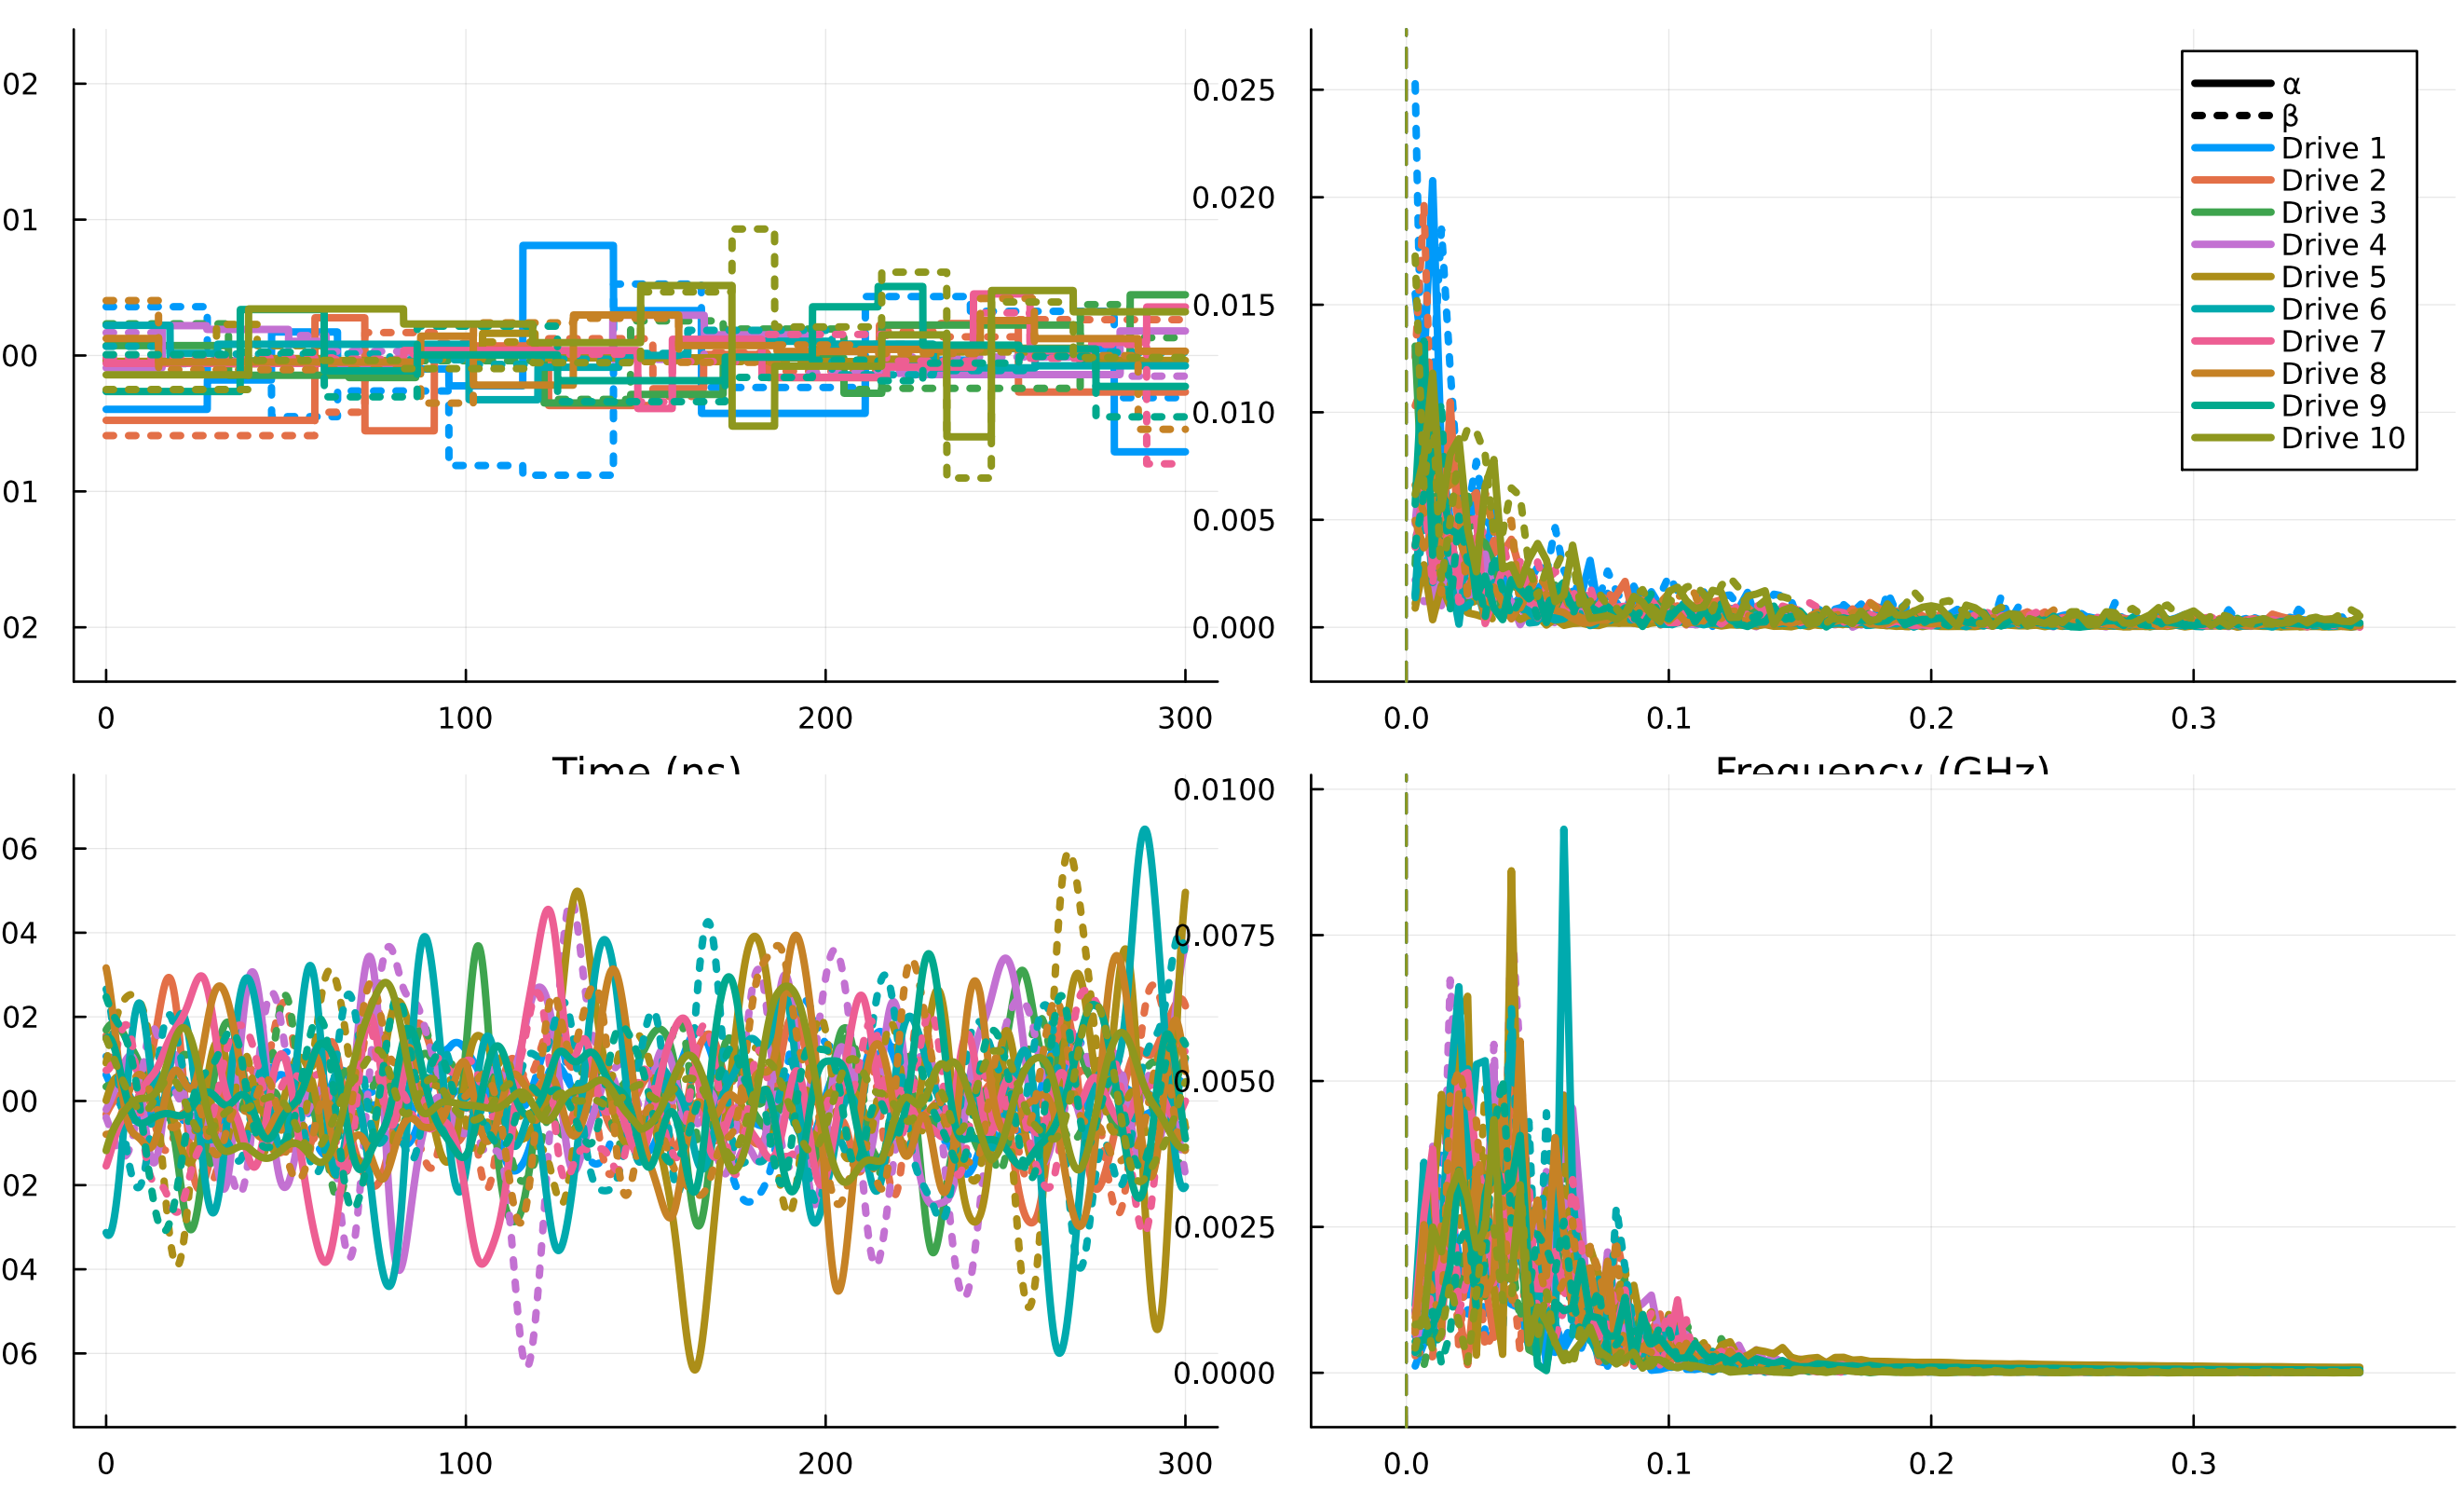 02
01
00
01
02
0
100
200
300
Time (ns)
0.025
0.020
0.015
0.010
0.005
0.000
0.0
0.1
0.2
0.3
Frequency (GHz)
α
β
Drive 1
Drive 2
Drive 3
Drive 4
Drive 5
Drive 6
Drive 7
Drive 8
Drive 9
Drive 10
06
04
02
00
02
04
06
0
100
200
300
0.0100
0.0075
0.0050
0.0025
0.0000
0.0
0.1
0.2
0.3